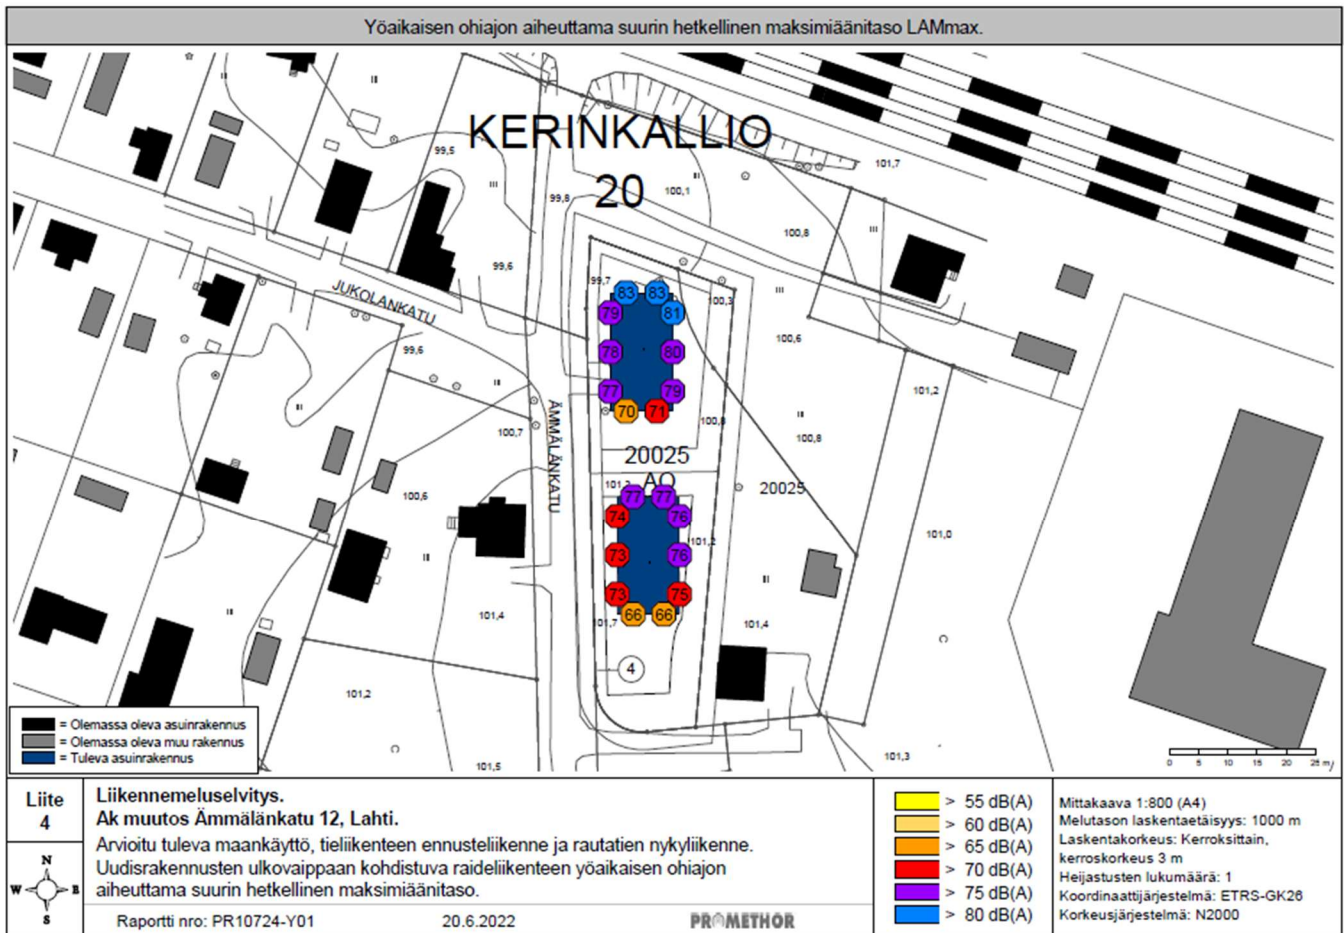 Yöaikaisen ohiajon aiheuttama suurin hetkellinen maksimiäänitaso LAMmax.
KERINKALLIO
20
99,5
99,8
100,1
101,7
100,8
99,6
99,7
100,3
JUKOLANKATU
83 83
79 81
78 80
77 79
70 71
100,6
99,6
101,2
100,7
ÄMMÄLÄNKATU
100,8
100,8
20025
AO
101,2
20025
100,6
77 77
74 76
73 76
73 75
66 66
101,2
101,0
101,4
101,7
101,4
4
101,2
101,5
101,3
= Olemassa oleva asuinrakennus
= Olemassa oleva muu rakennus
= Tuleva asuinrakennus
0 5 10 15 20 25 m
Liite
4
N
W E
S
Liikennemeluselvitys.
Ak muutos Ämmälänkatu 12, Lahti.
Arvioitu tuleva maankäyttö, tieliikenteen ennusteliikenne ja rautatien nykyliikenne.
Uudisrakennusten ulkovaippaan kohdistuva raideliikenteen yöaikaisen ohiajon
aiheuttama suurin hetkellinen maksimiäänitaso.
Raportti nro: PR10724-Y01 20.6.2022 PROMETHOR
> 55 dB(A)
> 60 dB(A)
> 65 dB(A)
> 70 dB(A)
> 75 dB(A)
> 80 dB(A)
Mittakaava 1:800 (A4)
Melutason laskentaetäisyys: 1000 m
Laskentakorkeus: Kerroksittain,
kerroskorkeus 3 m
Heijastusten lukumäärä: 1
Koordinaattijärjestelmä: ETRS-GK26
Korkeusjärjestelmä: N2000